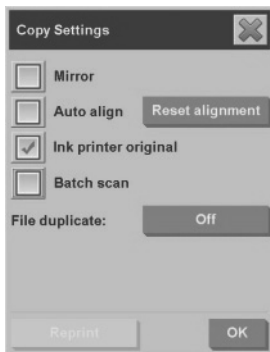 Copy Settings
Mirror
Auto align Reset alignment
Ink printer original
Batch scan
File duplicate: Off
Reprint OK